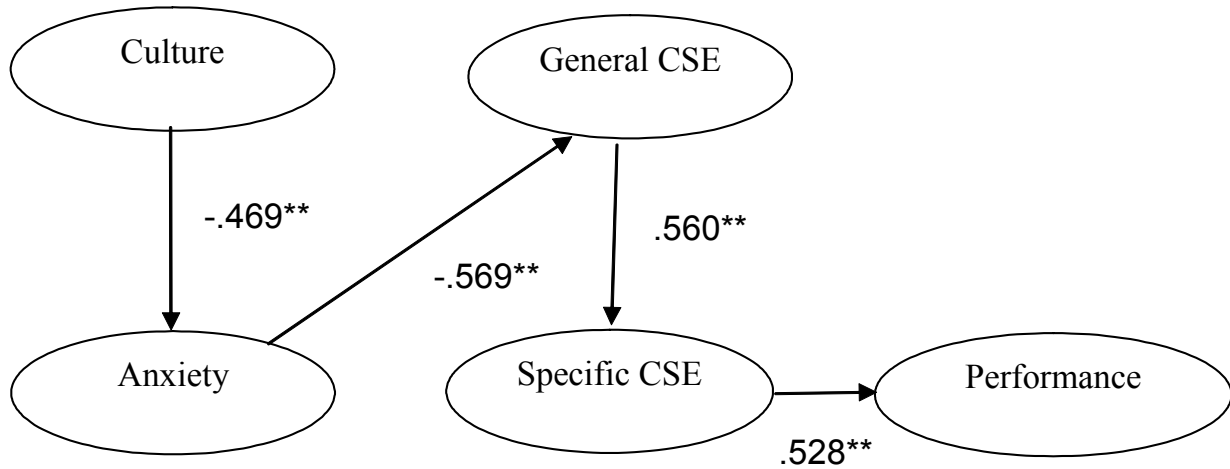 Culture
General CSE
-.469**
-.569**
.560**
Anxiety
Specific CSE
Performance
.528**